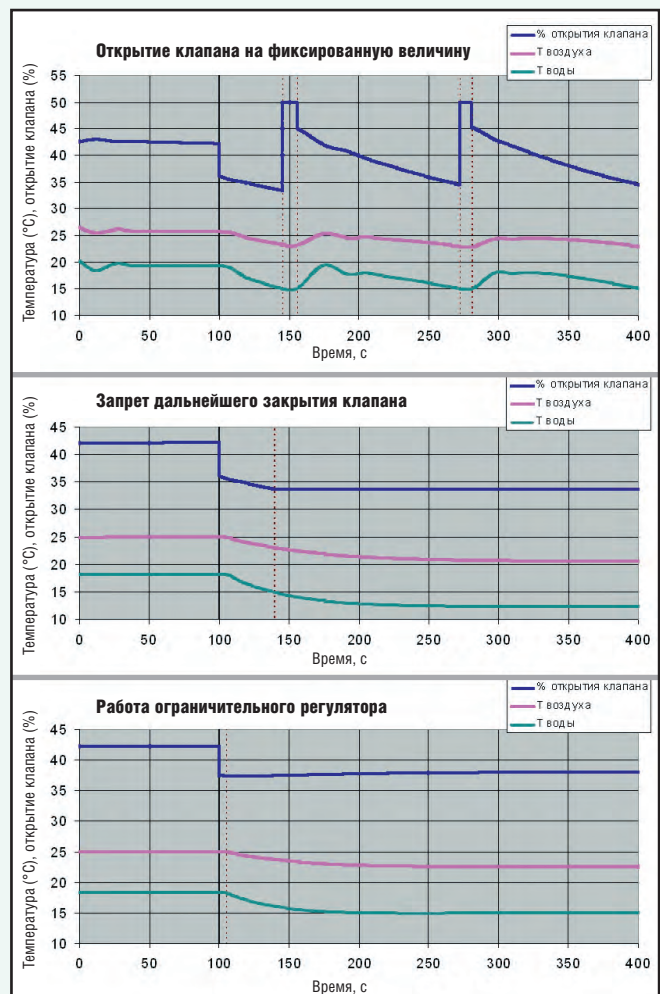 Открытие клапана на фиксированную величину
% открытия клапана
Т воздуха
Т воды
Температура (°С), открытие клапана (%)
55
50
45
40
35
30
25
20
15
10
0 50 100 150 200 250 300 350 400
Время, с
Запрет дальнейшего закрытия клапана
% открытия клапана
Т воздуха
Т воды
Температура (°С), открытие клапана (%)
45
40
35
30
25
20
15
10
0 50 100 150 200 250 300 350 400
Время, с
Работа ограничительного регулятора
% открытия клапана
Т воздуха
Т воды
Температура (°С), открытие клапана (%)
45
40
35
30
25
20
15
10
0 50 100 150 200 250 300 350 400
Время, с